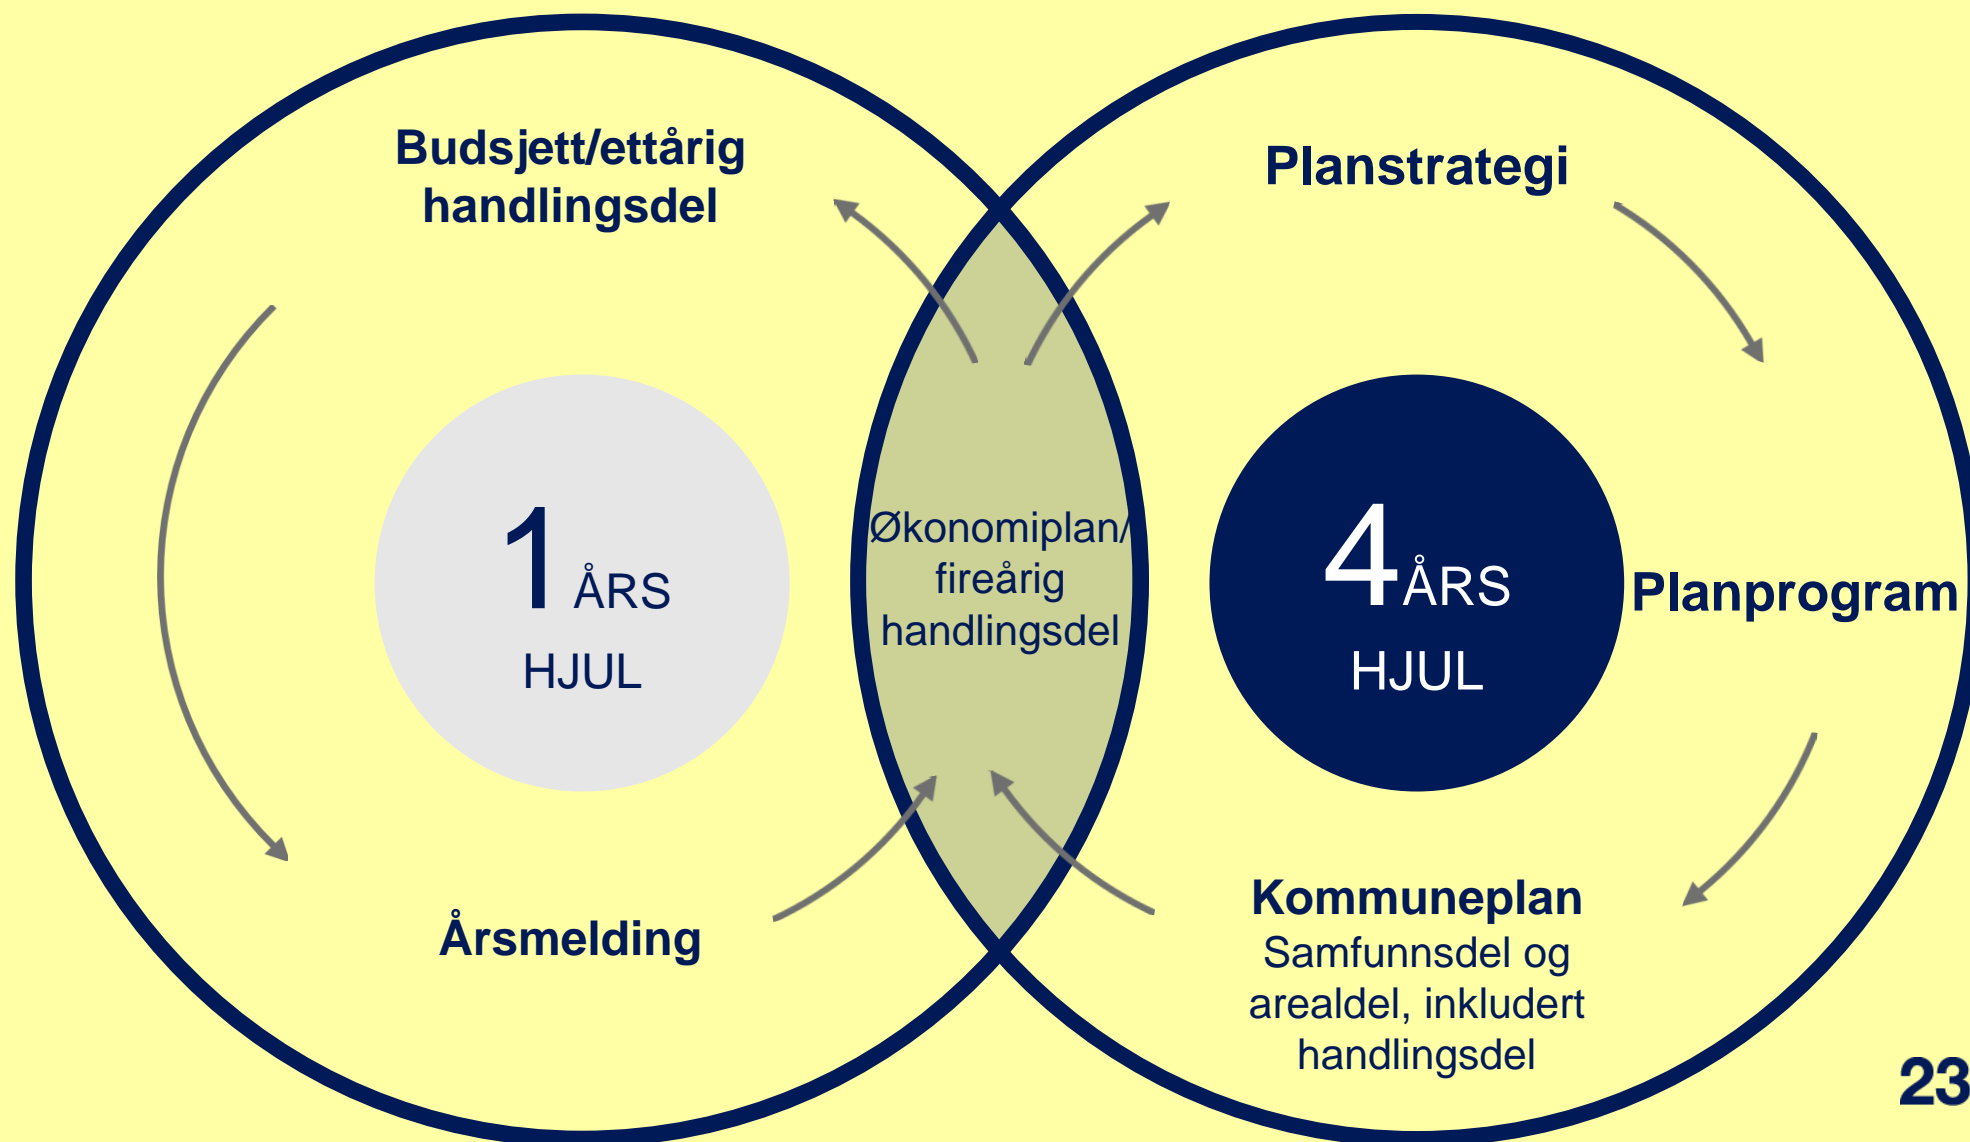 Budsjett/ettårig
handlingsdel
1 ÅRS
HJUL
Årsmelding
Økonomiplan/
fireårig
handlingsdel
Planstrategi
4 ÅRS
HJUL
Planprogram
Kommuneplan
Samfunnsdel og
arealdel, inkludert
handlingsdel
23